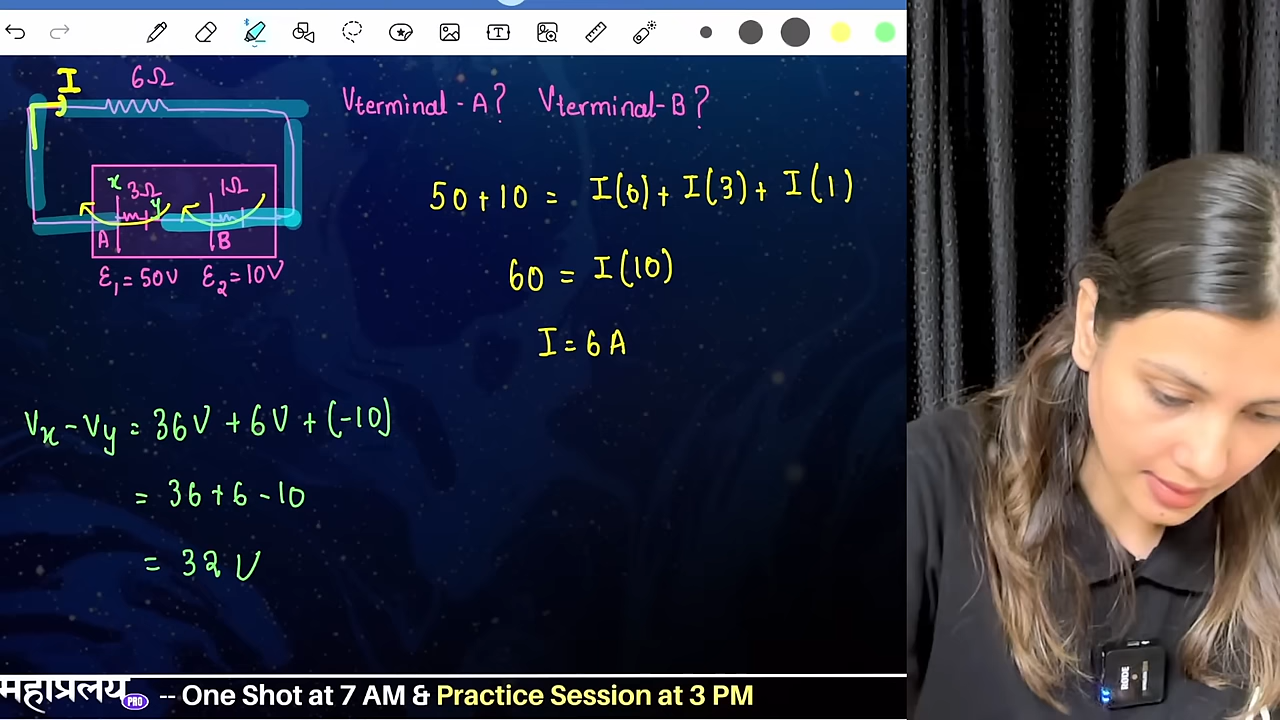 I
6Ω
Vterminal - A? Vterminal-B?
x 3Ω y 1Ω
A B
ε₁=50V ε₂=10V
50+10 = I(6)+ I(3)+ I(1)
60 = I(10)
I=6A
Vx-Vy= 36V +6V +(-10)
= 36+6-10
= 32 V
महाप्रलय PRO -- One Shot at 7 AM & Practice Session at 3 PM
RODE